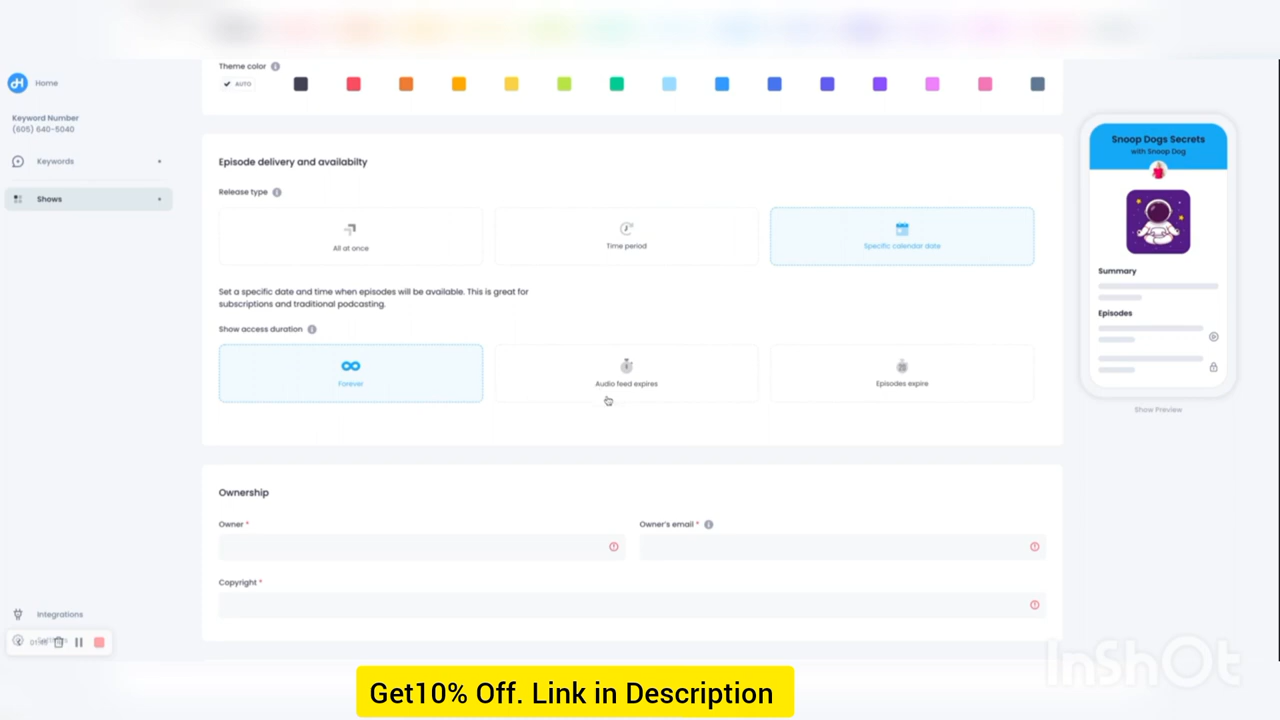 Theme color
AUTO
Home
Keyword Number
(605) 640-5040
Keywords
Shows
Episode delivery and availabilty
Release type
All at once
Time period
Specific calendar date
Set a specific date and time when episodes will be available. This is great for
subscriptions and traditional podcasting.
Show access duration
Forever
Audio feed expires
Episodes expire
Ownership
Owner *
Owner's email *
Copyright *
Snoop Dogs Secrets
with Snoop Dog
Summary
Episodes
Show Preview
Integrations
InShOt
Get10% Off. Link in Description